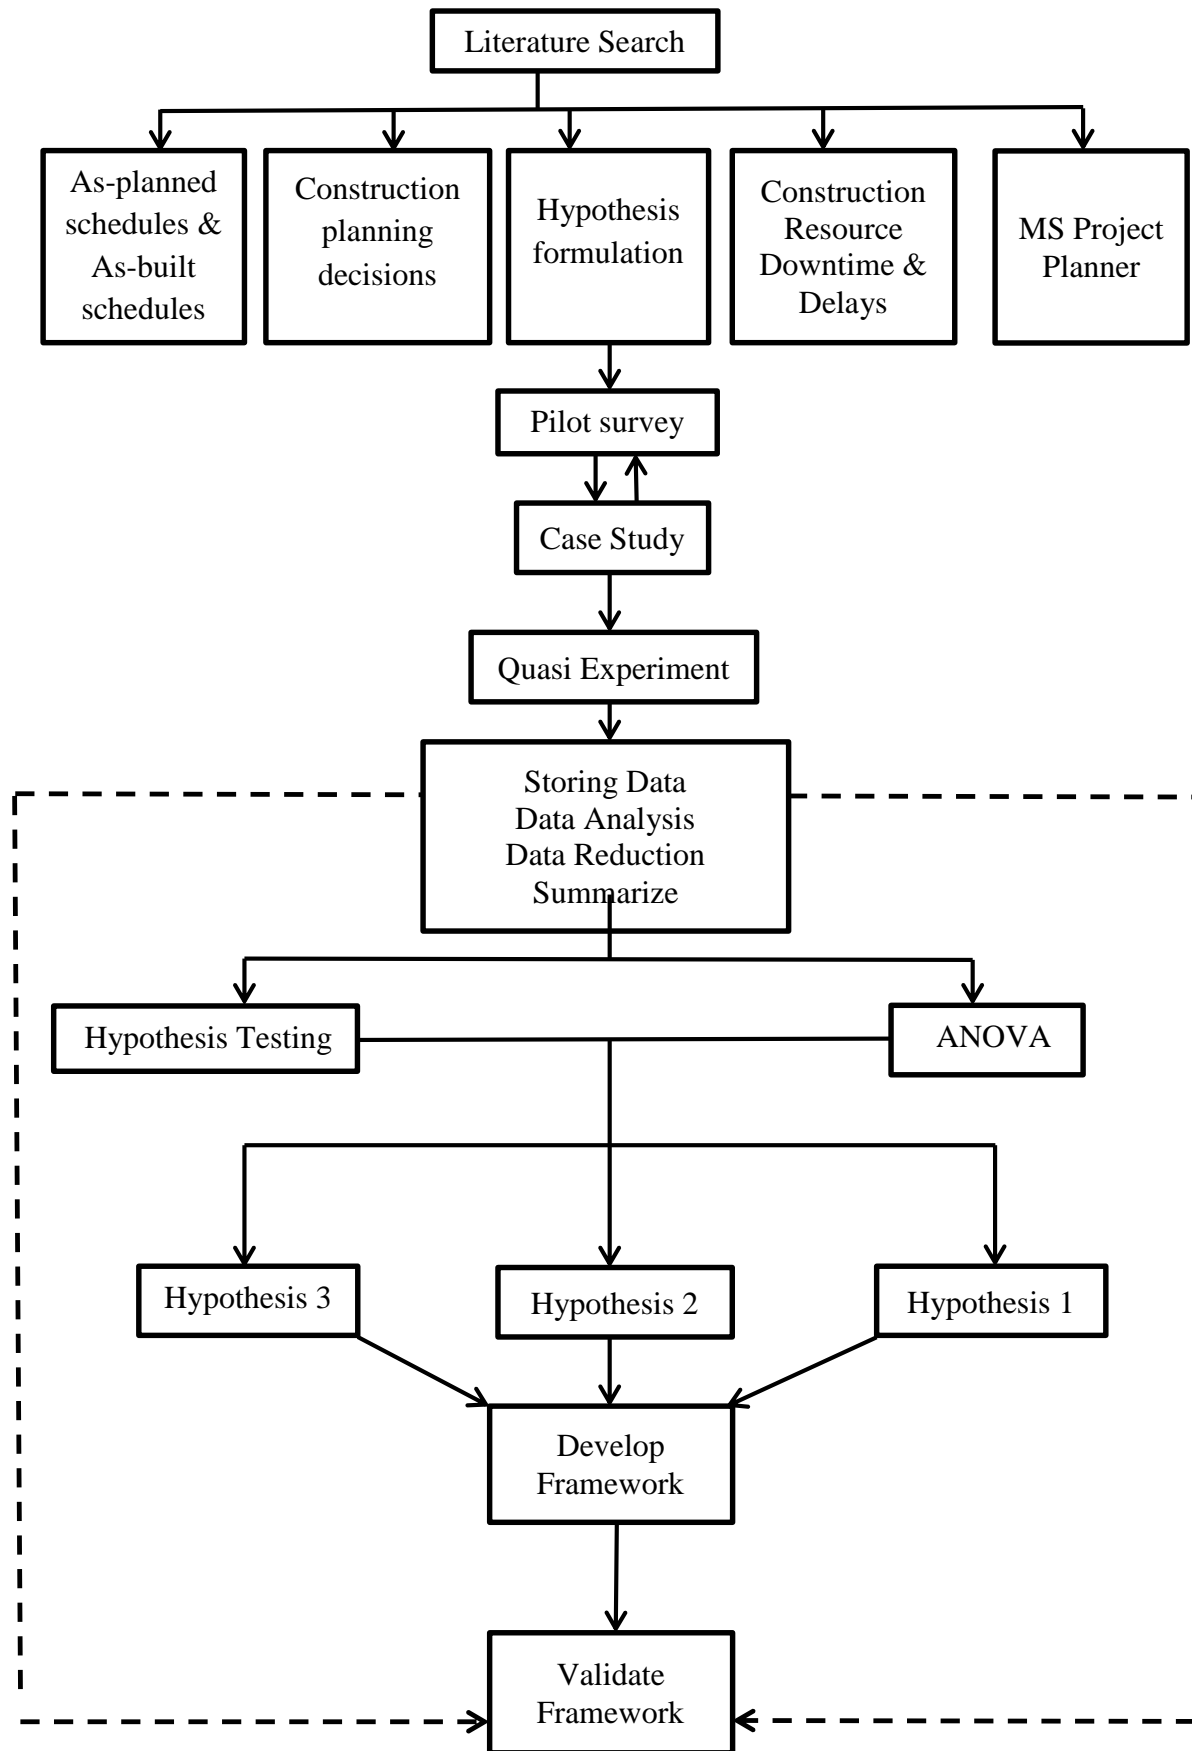 Literature Search
As-planned
schedules &
As-built
schedules
Construction
planning
decisions
Hypothesis
formulation
Construction
Resource
Downtime &
Delays
MS Project
Planner
Pilot survey
Case Study
Quasi Experiment
Storing Data
Data Analysis
Data Reduction
Summarize
Hypothesis Testing
ANOVA
Hypothesis 3
Hypothesis 2
Hypothesis 1
Develop
Framework
Validate
Framework